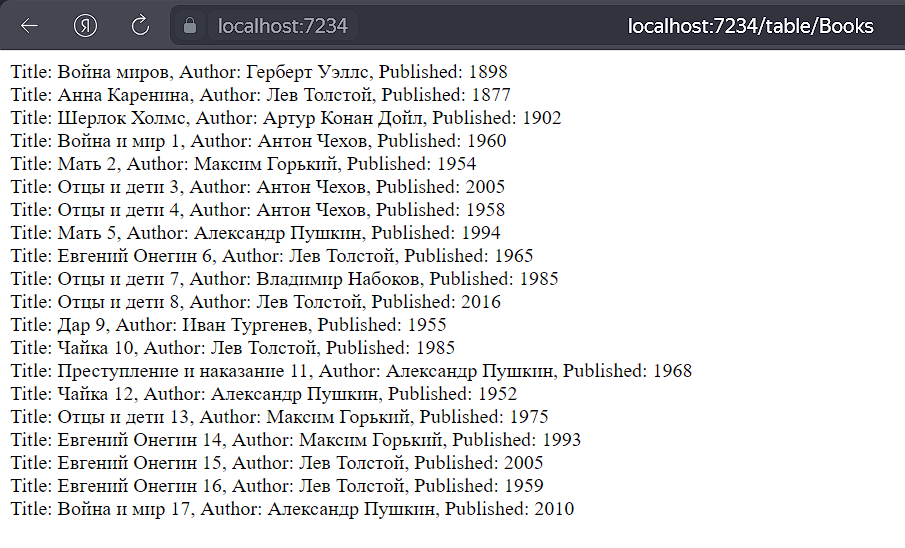 Я localhost:7234 localhost:7234/table/Books
Title: Война миров, Author: Герберт Уэллс, Published: 1898
Title: Анна Каренина, Author: Лев Толстой, Published: 1877
Title: Шерлок Холмс, Author: Артур Конан Дойл, Published: 1902
Title: Война и мир 1, Author: Антон Чехов, Published: 1960
Title: Мать 2, Author: Максим Горький, Published: 1954
Title: Отцы и дети 3, Author: Антон Чехов, Published: 2005
Title: Отцы и дети 4, Author: Антон Чехов, Published: 1958
Title: Мать 5, Author: Александр Пушкин, Published: 1994
Title: Евгений Онегин 6, Author: Лев Толстой, Published: 1965
Title: Отцы и дети 7, Author: Владимир Набоков, Published: 1985
Title: Отцы и дети 8, Author: Лев Толстой, Published: 2016
Title: Дар 9, Author: Иван Тургенев, Published: 1955
Title: Чайка 10, Author: Лев Толстой, Published: 1985
Title: Преступление и наказание 11, Author: Александр Пушкин, Published: 1968
Title: Чайка 12, Author: Александр Пушкин, Published: 1952
Title: Отцы и дети 13, Author: Максим Горький, Published: 1975
Title: Евгений Онегин 14, Author: Максим Горький, Published: 1993
Title: Евгений Онегин 15, Author: Лев Толстой, Published: 2005
Title: Евгений Онегин 16, Author: Лев Толстой, Published: 1959
Title: Война и мир 17, Author: Александр Пушкин, Published: 2010